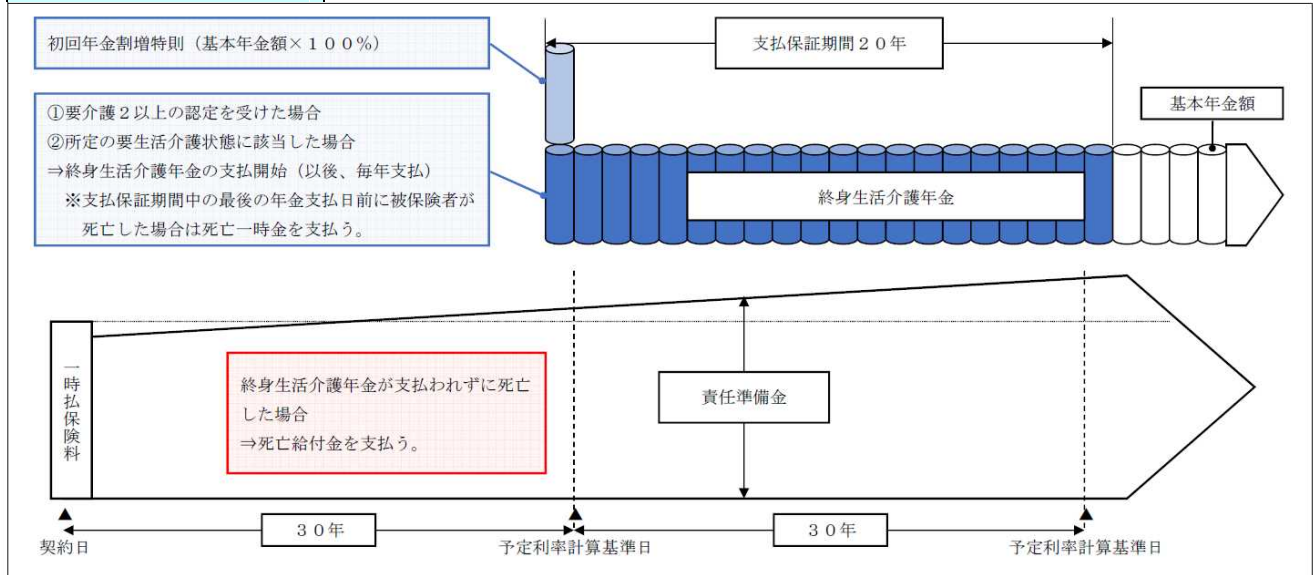 初回年金割増特則（基本年金額×１００％）
支払保証期間２０年
①要介護２以上の認定を受けた場合
②所定の要生活介護状態に該当した場合
⇒終身生活介護年金の支払開始（以後、毎年支払）
※支払保証期間中の最後の年金支払日前に被保険者が
死亡した場合は死亡一時金を支払う。
基本年金額
終身生活介護年金
一時払保険料
終身生活介護年金が支払われずに死亡
した場合
⇒死亡給付金を支払う。
責任準備金
３０年
３０年
契約日
予定利率計算基準日
予定利率計算基準日